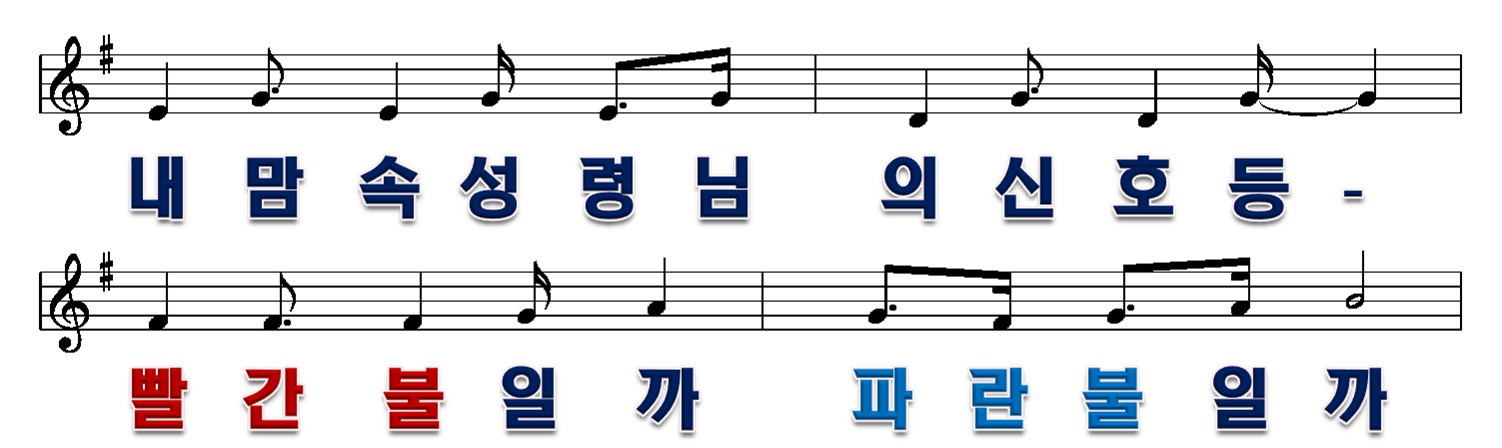 내 맘 속 성 령 님 의 신 호 등 -
빨 간 불 일 까 파 란 불 일 까